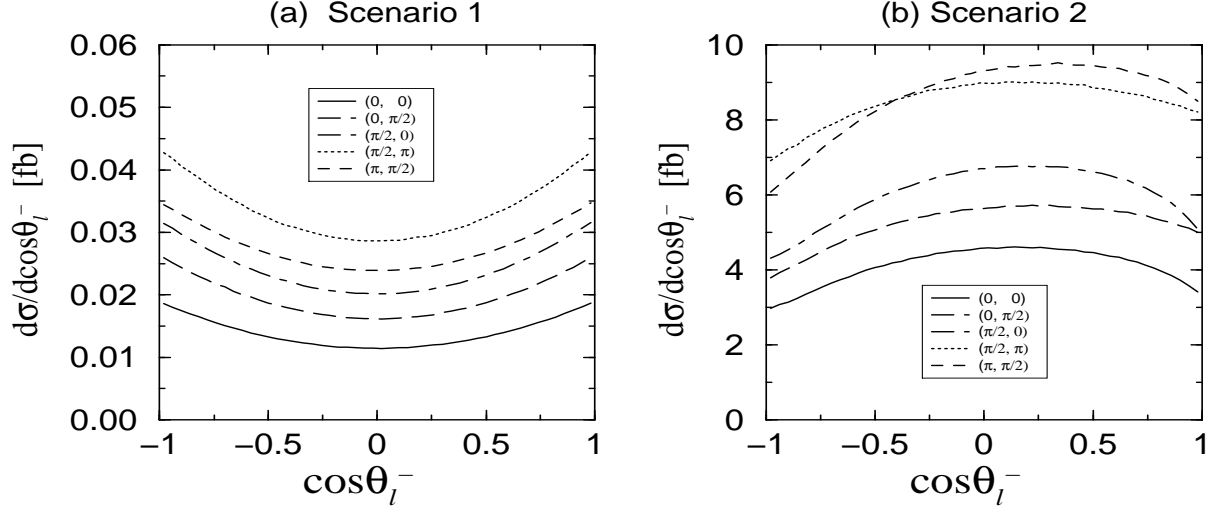 (a) Scenario 1
0.06
0.05
0.04
0.03
0.02
0.01
0.00
dσ/dcosθ_l⁻ [fb]
(0, 0)
(0, π/2)
(π/2, 0)
(π/2, π)
(π, π/2)
−1 −0.5 0 0.5 1
cosθ_l⁻
(b) Scenario 2
10
8
6
4
2
0
dσ/dcosθ_l⁻ [fb]
(0, 0)
(0, π/2)
(π/2, 0)
(π/2, π)
(π, π/2)
−1 −0.5 0 0.5 1
cosθ_l⁻